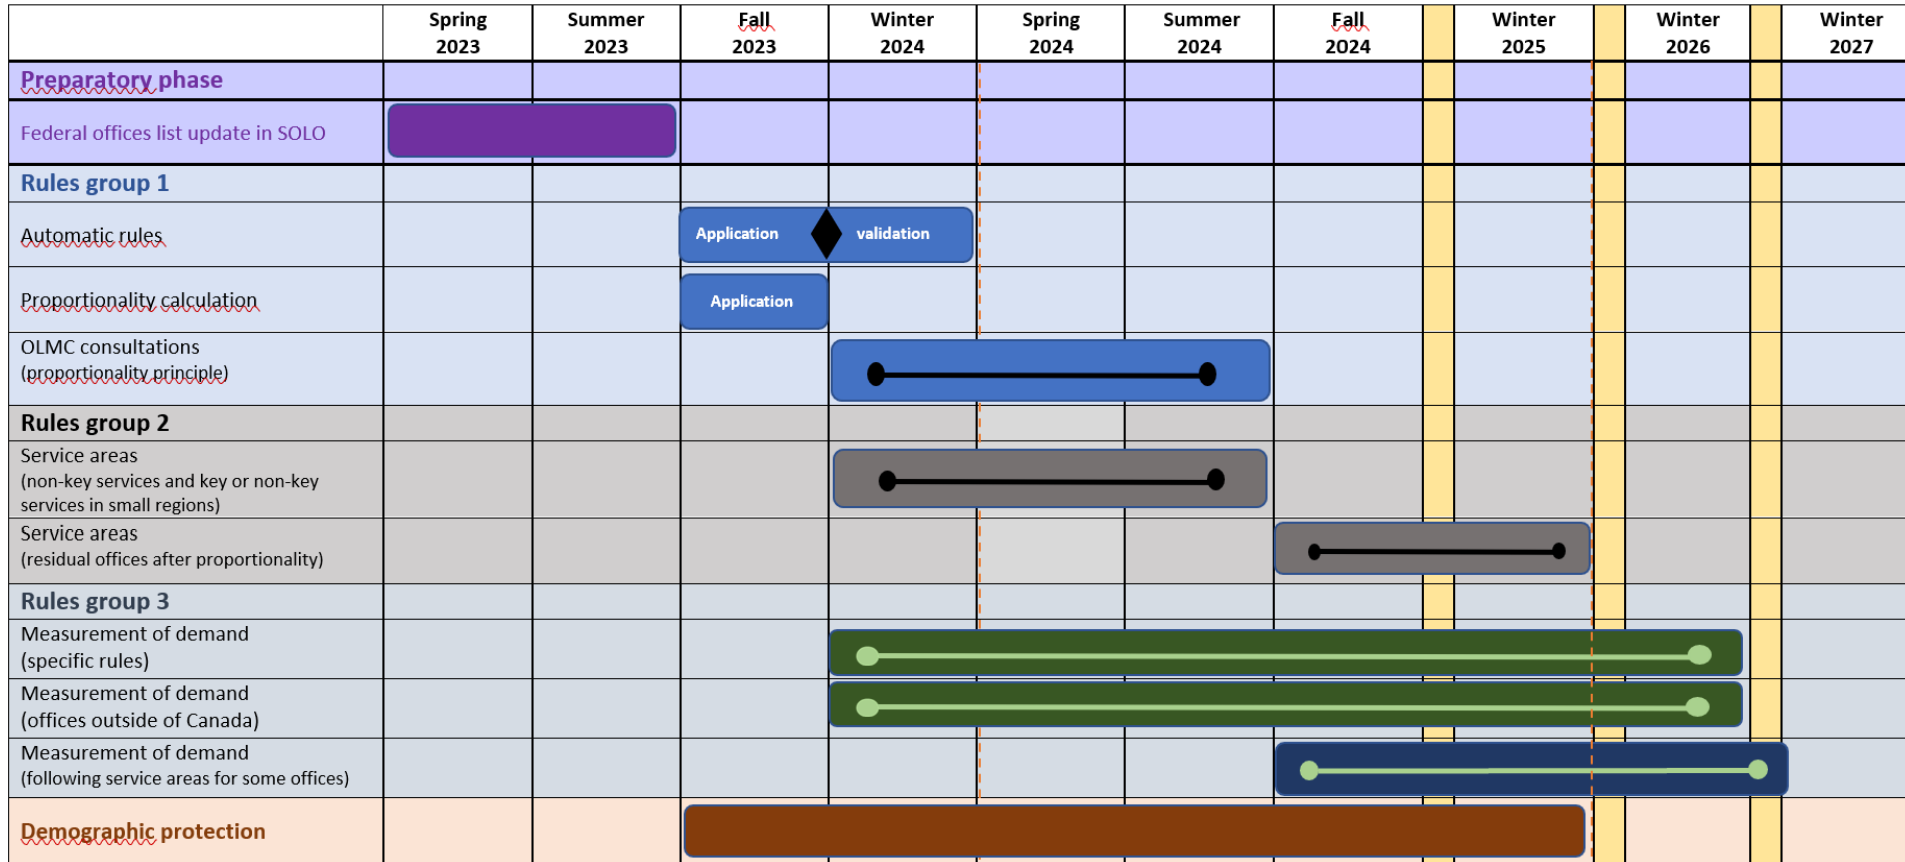 Spring
2023
Summer
2023
Fall
2023
Winter
2024
Spring
2024
Summer
2024
Fall
2024
Winter
2025
Winter
2026
Winter
2027
Preparatory phase
Federal offices list update in SOLO
Rules group 1
Automatic rules
Application
validation
Proportionality calculation
Application
OLMC consultations
(proportionality principle)
Rules group 2
Service areas
(non-key services and key or non-key
services in small regions)
Service areas
(residual offices after proportionality)
Rules group 3
Measurement of demand
(specific rules)
Measurement of demand
(offices outside of Canada)
Measurement of demand
(following service areas for some offices)
Demographic protection